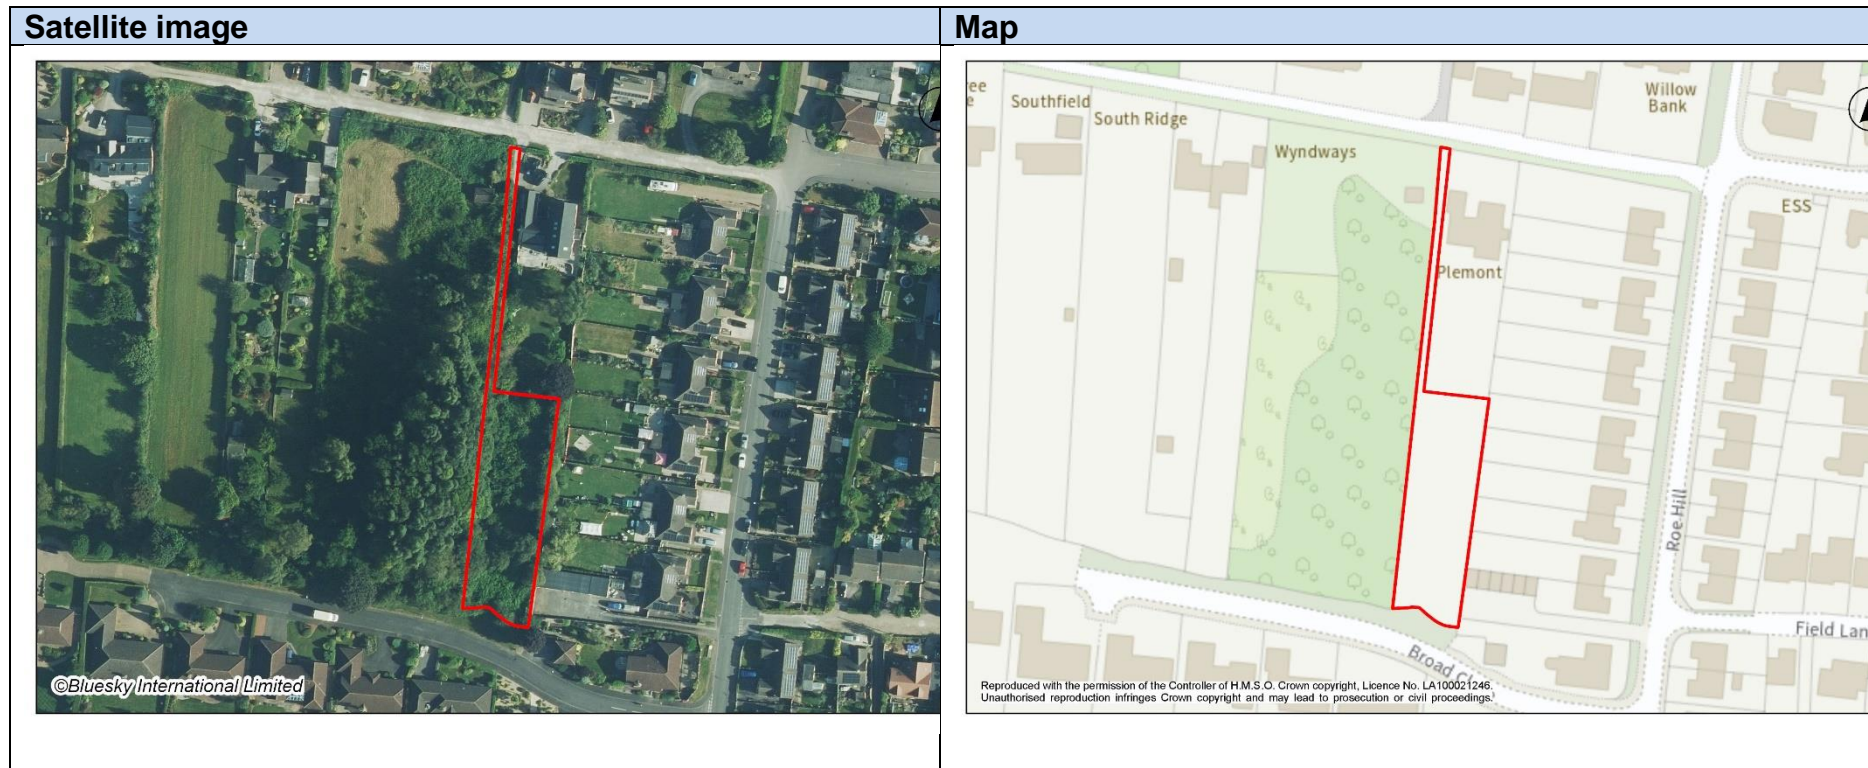 Satellite image
Map
©Bluesky International Limited
ree
e
Southfield
South Ridge
Wyndways
Willow
Bank
ESS
Plemont
Roe Hill
Field Lan
Broad Cl
Reproduced with the permission of the Controller of H.M.S.O. Crown copyright, Licence No. LA100021246.
Unauthorised reproduction infringes Crown copyright and may lead to prosecution or civil proceedings.